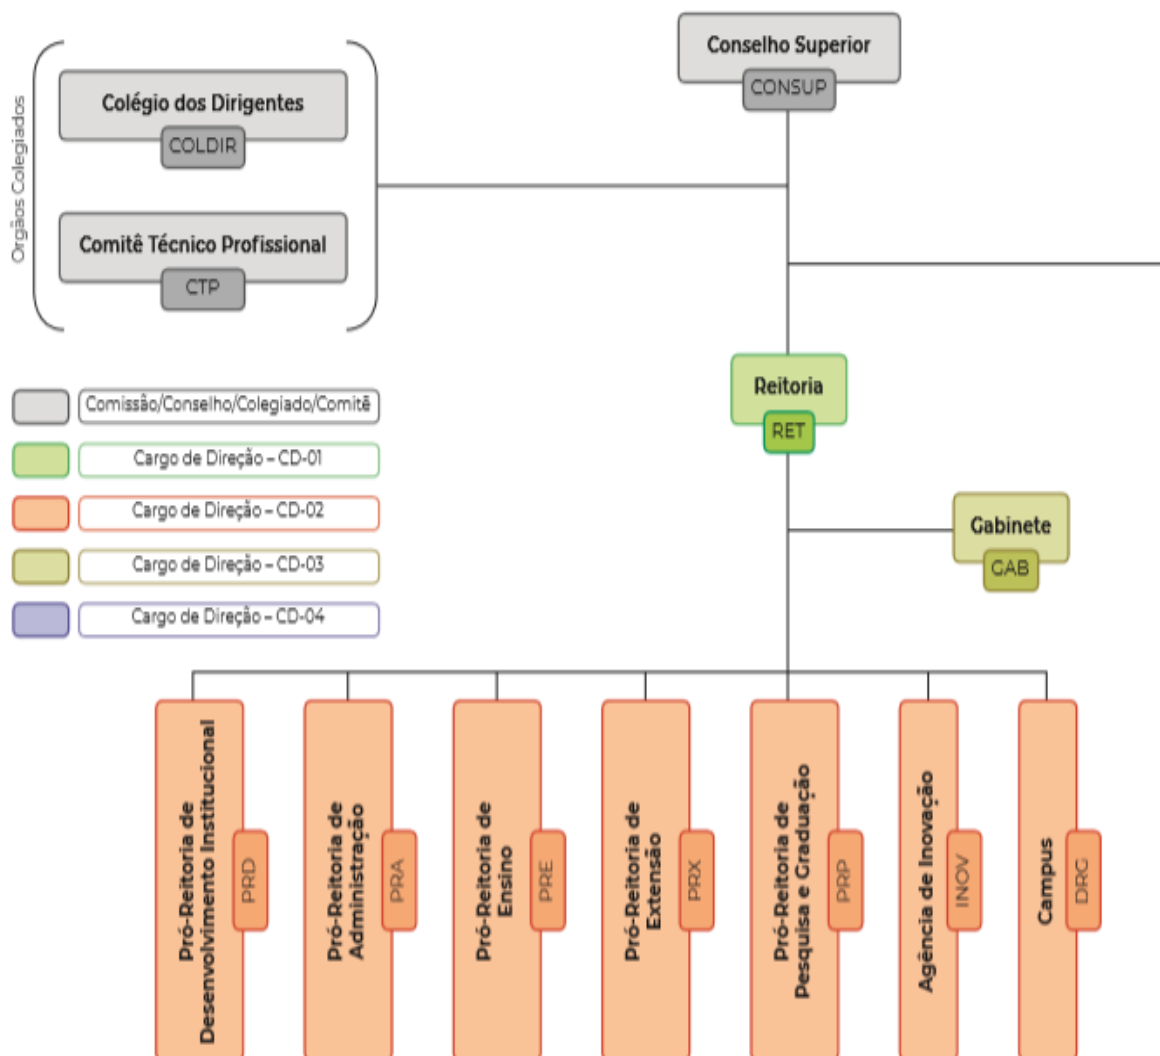 Conselho Superior
CONSUP
Orgãos Colegiados
Colégio dos Dirigentes
COLDIR
Comitê Técnico Profissional
CTP
Comissão/Conselho/Colegiado/Comitê
Cargo de Direção – CD-01
Cargo de Direção – CD-02
Cargo de Direção – CD-03
Cargo de Direção – CD-04
Reitoria
RET
Gabinete
GAB
Pró-Reitoria de
Desenvolvimento Institucional
PRD
Pró-Reitoria de
Administração
PRA
Pró-Reitoria de
Ensino
PRE
Pró-Reitoria de
Extensão
PRX
Pró-Reitoria de
Pesquisa e Graduação
PRP
Agência de Inovação
INOV
Campus
DRG